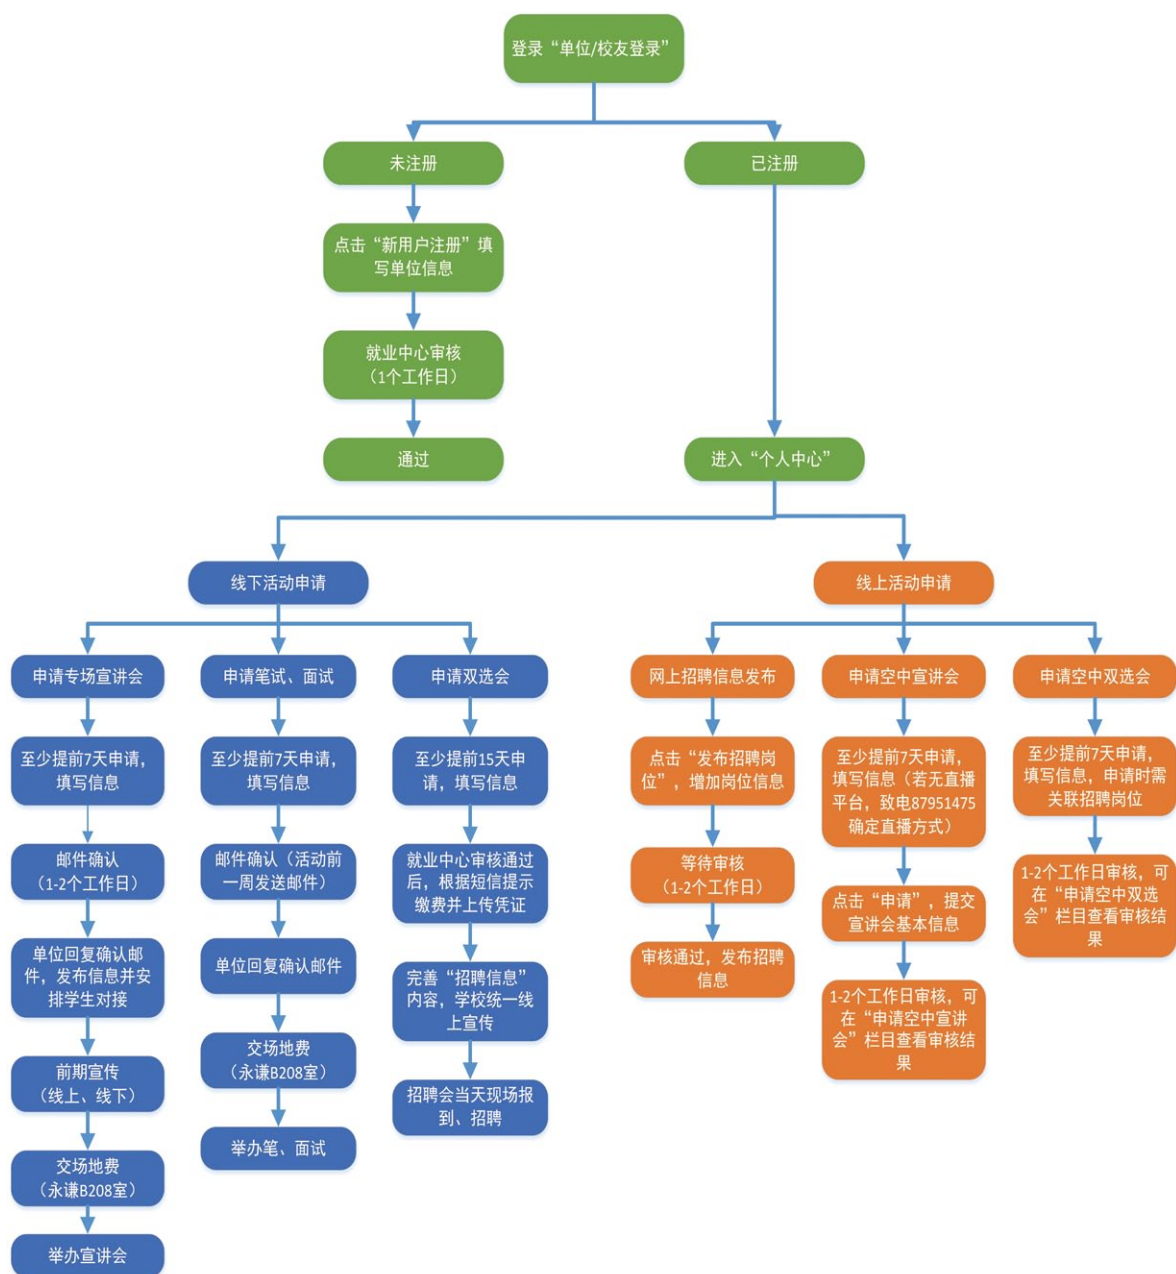 登录“单位/校友登录”
未注册
已注册
点击“新用户注册”填
写单位信息
就业中心审核
（1个工作日）
通过
进入“个人中心”
线下活动申请
线上活动申请
申请专场宣讲会
至少提前7天申请，
填写信息
邮件确认
（1-2个工作日）
单位回复确认邮
件，发布信息并安
排学生对接
前期宣传
（线上、线下）
交场地费
（永谦B208室）
举办宣讲会
申请笔试、面试
至少提前7天申请，
填写信息
邮件确认（活动前
一周发送邮件）
单位回复确认邮件
交场地费
（永谦B208室）
举办笔、面试
申请双选会
至少提前15天申
请，填写信息
就业中心审核通过
后，根据短信提示
缴费并上传凭证
完善“招聘信息”
内容，学校统一线
上宣传
招聘会当天现场报
到、招聘
网上招聘信息发布
点击“发布招聘岗
位”，增加岗位信息
等待审核
（1-2个工作日）
审核通过，发布招聘
信息
申请空中宣讲会
至少提前7天申请，
填写信息（若无直播
平台，致电87951475
确定直播方式）
点击“申请”，提交
宣讲会基本信息
1-2个工作日审核，可
在“申请空中宣讲
会”栏目查看审核结
果
申请空中双选会
至少提前7天申请，
填写信息，申请时需
关联招聘岗位
1-2个工作日审核，可
在“申请空中双选
会”栏目查看审核结
果